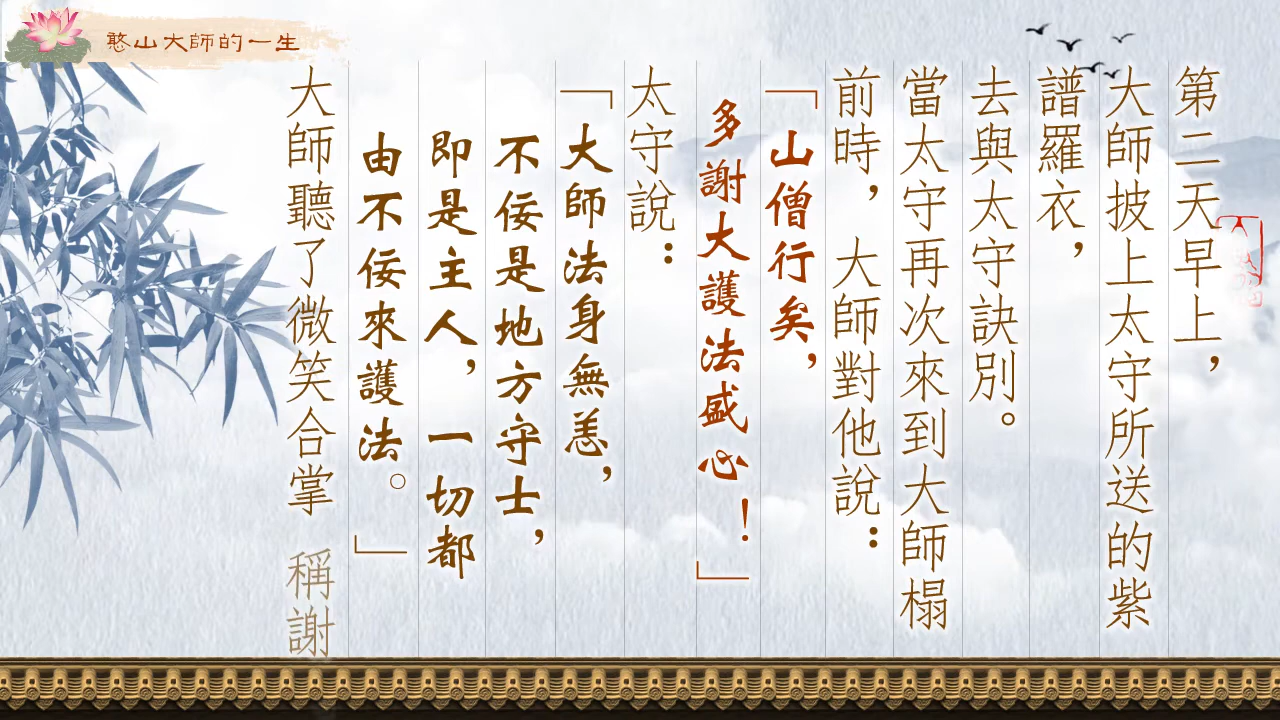 憨山大師的一生
第二天早上，
大師披上太守所送的紫
譜羅衣，
去與太守訣別。
當太守再次來到大師榻
前時，大師對他說：
「山僧行矣，
多謝大護法盛心！」
太守說：
「大師法身無恙，
不佞是地方守士，
即是主人，一切都
由不佞來護法。」
大師聽了微笑合掌 稱謝